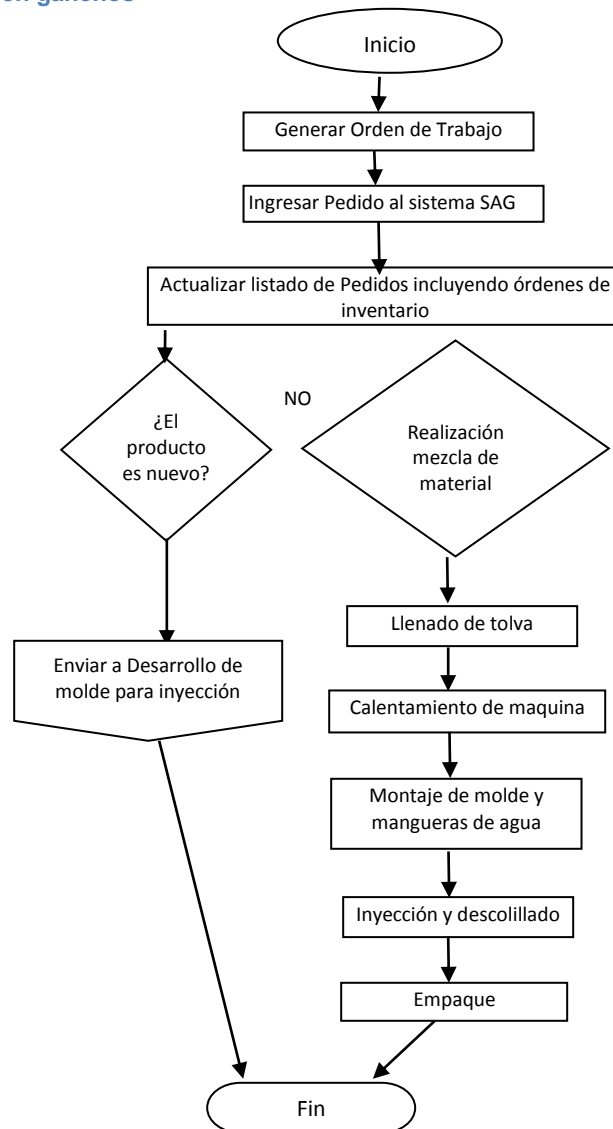 Inicio
Generar Orden de Trabajo
Ingresar Pedido al sistema SAG
Actualizar listado de Pedidos incluyendo órdenes de
inventario
¿El
producto
es nuevo?
NO
Realización
mezcla de
material
Llenado de tolva
Enviar a Desarrollo de
molde para inyección
Calentamiento de maquina
Montaje de molde y
mangueras de agua
Inyección y descolillado
Empaque
Fin